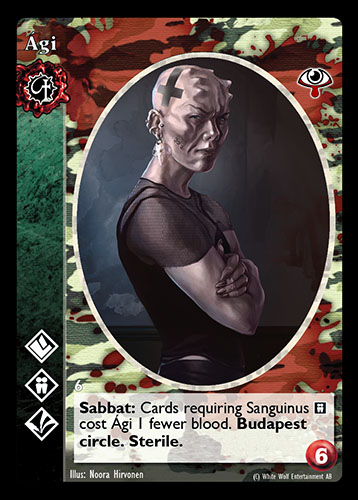 Ági
6
Sabbat: Cards requiring Sanguinus
cost Ági 1 fewer blood. Budapest
circle. Sterile.
6
Illus: Noora Hirvonen
(C) White Wolf Entertainment AB